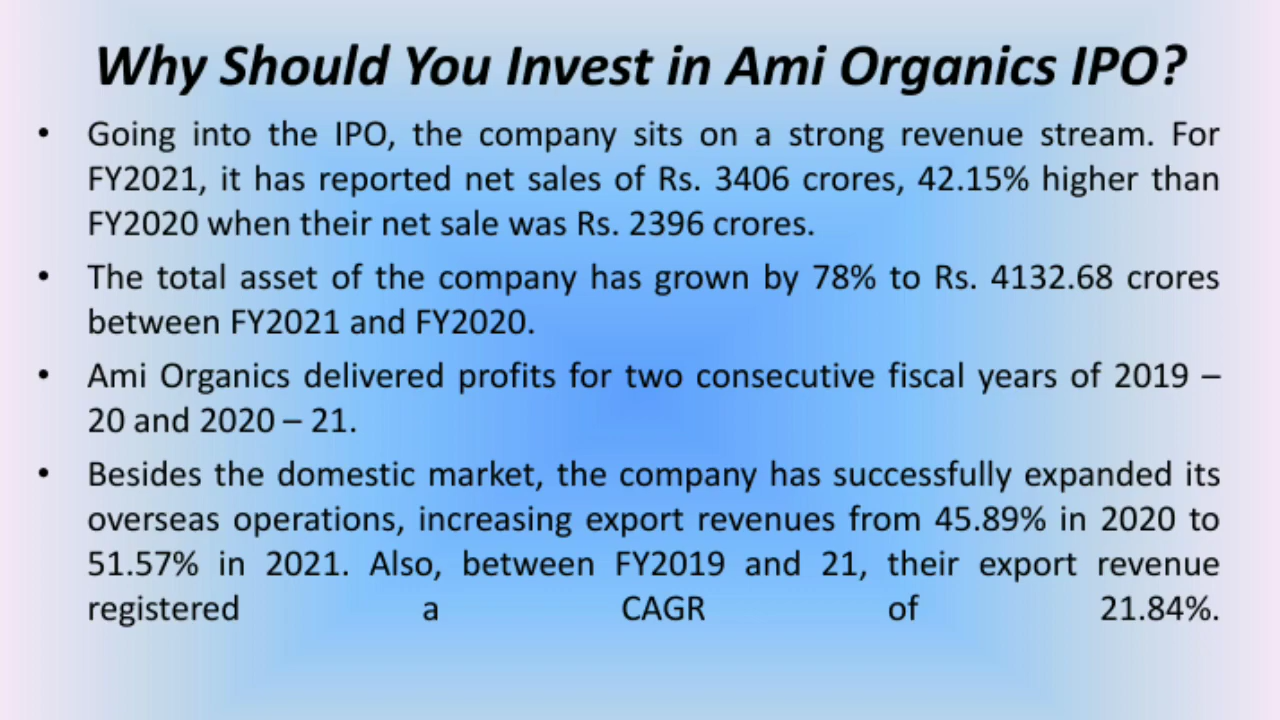 Why Should You Invest in Ami Organics IPO?
• Going into the IPO, the company sits on a strong revenue stream. For
FY2021, it has reported net sales of Rs. 3406 crores, 42.15% higher than
FY2020 when their net sale was Rs. 2396 crores.
• The total asset of the company has grown by 78% to Rs. 4132.68 crores
between FY2021 and FY2020.
• Ami Organics delivered profits for two consecutive fiscal years of 2019 –
20 and 2020 – 21.
• Besides the domestic market, the company has successfully expanded its
overseas operations, increasing export revenues from 45.89% in 2020 to
51.57% in 2021. Also, between FY2019 and 21, their export revenue
registered a CAGR of 21.84%.